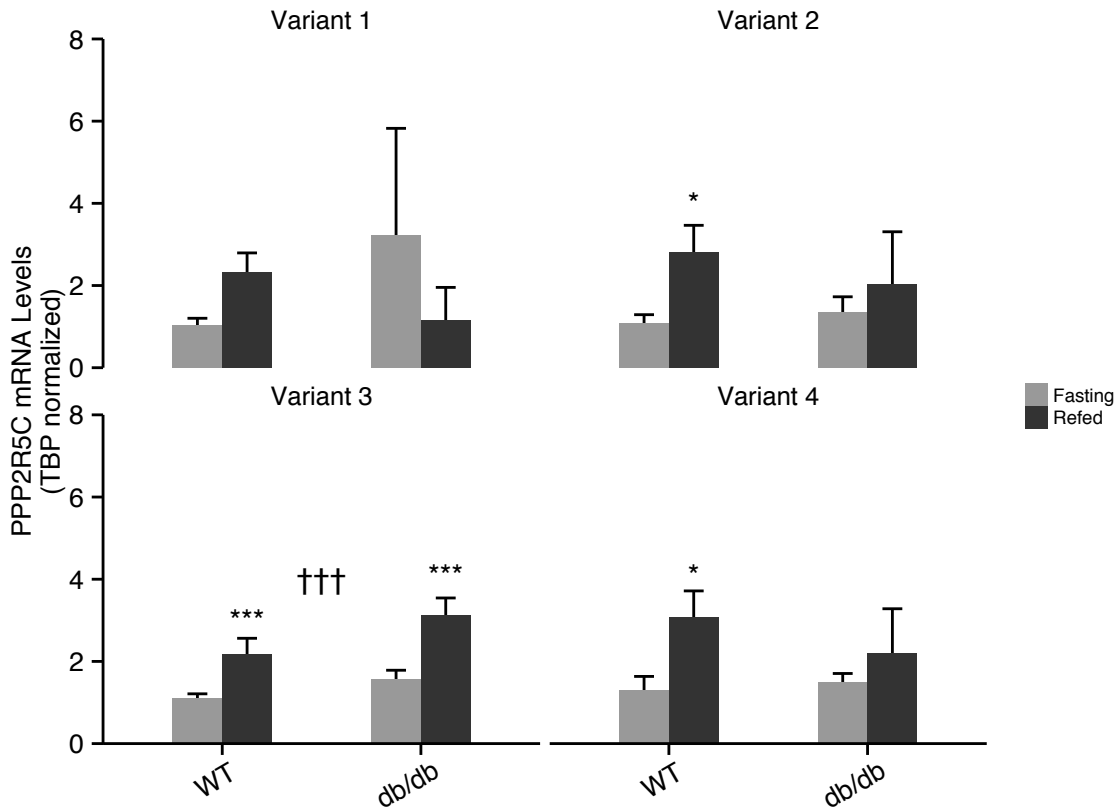 Variant 1
Variant 2
8
6
4
2
0
*
Variant 3
Variant 4
8
6
4
2
0
***
†††
***
*
WT
db/db
WT
db/db
PPP2R5C mRNA Levels
(TBP normalized)
Fasting
Refed